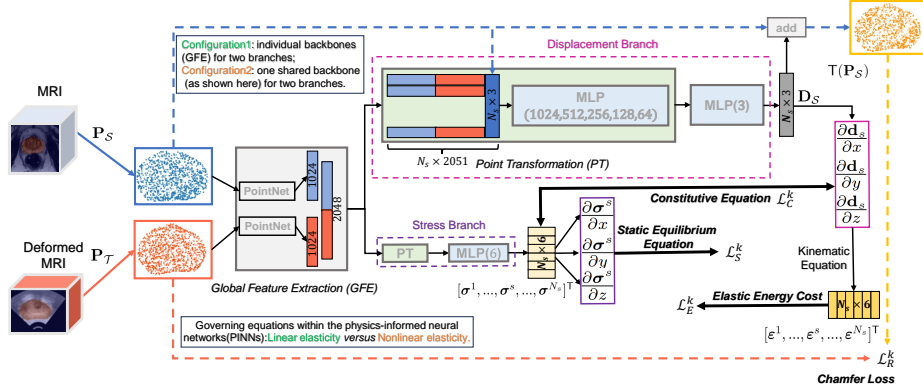 Configuration1: individual backbones
(GFE) for two branches;
Configuration2: one shared backbone
(as shown here) for two branches.
add
T(P_S)
Displacement Branch
MRI
P_S
N_s × 3
MLP
(1024,512,256,128,64)
MLP(3)
N_s × 3
D_S
N_s × 2051
Point Transformation (PT)
∂d_s
∂x
∂d_s
∂y
∂d_s
∂z
PointNet
1024
2048
PointNet
1024
Global Feature Extraction (GFE)
Deformed
MRI
P_T
Constitutive Equation L_C^k
Stress Branch
PT
MLP(6)
N_s × 6
[σ^1, ..., σ^s, ..., σ^{N_s}]^T
∂σ^s
∂x
∂σ^s
∂y
∂σ^s
∂z
Static Equilibrium
Equation
L_S^k
Kinematic
Equation
L_E^k
Elastic Energy Cost
N_s × 6
[ε^1, ..., ε^s, ..., ε^{N_s}]^T
Governing equations within the physics-informed neural
networks(PINNs):Linear elasticity versus Nonlinear elasticity.
L_R^k
Chamfer Loss